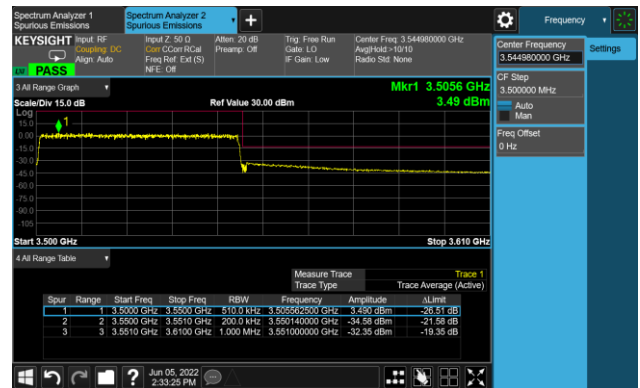 Spectrum Analyzer 1
Spurious Emissions
Spectrum Analyzer 2
Spurious Emissions
+
Frequency
KEYSIGHT
Input: RF
Coupling: DC
Align: Auto
Input Z: 50 Ω
Corr CCorr RCal
Freq Ref: Ext (S)
NFE: Off
Atten: 20 dB
Preamp: Off
Trig: Free Run
Gate: LO
IF Gain: Low
Center Freq: 3.544980000 GHz
Avg|Hold:>10/10
Radio Std: None
PASS
Center Frequency
3.544980000 GHz
Settings
CF Step
3.500000 MHz
Auto
Man
Freq Offset
0 Hz
3 All Range Graph
Mkr1 3.5056 GHz
Scale/Div 15.0 dB
Ref Value 30.00 dBm
3.49 dBm
Log
15.0
0.00
-15.0
-30.0
-45.0
-60.0
-75.0
-90.0
-105
1
Start 3.500 GHz
Stop 3.610 GHz
4 All Range Table
Measure Trace Trace 1
Trace Type Trace Average (Active)
Spur Range Start Freq Stop Freq RBW Frequency Amplitude ΔLimit
1 1 3.5000 GHz 3.5500 GHz 510.0 kHz 3.505562500 GHz 3.490 dBm -26.51 dB
2 2 3.5500 GHz 3.5510 GHz 200.0 kHz 3.550140000 GHz -34.58 dBm -21.58 dB
3 3 3.5510 GHz 3.6100 GHz 1.000 MHz 3.551000000 GHz -32.35 dBm -19.35 dB
?
Jun 05, 2022
2:33:25 PM